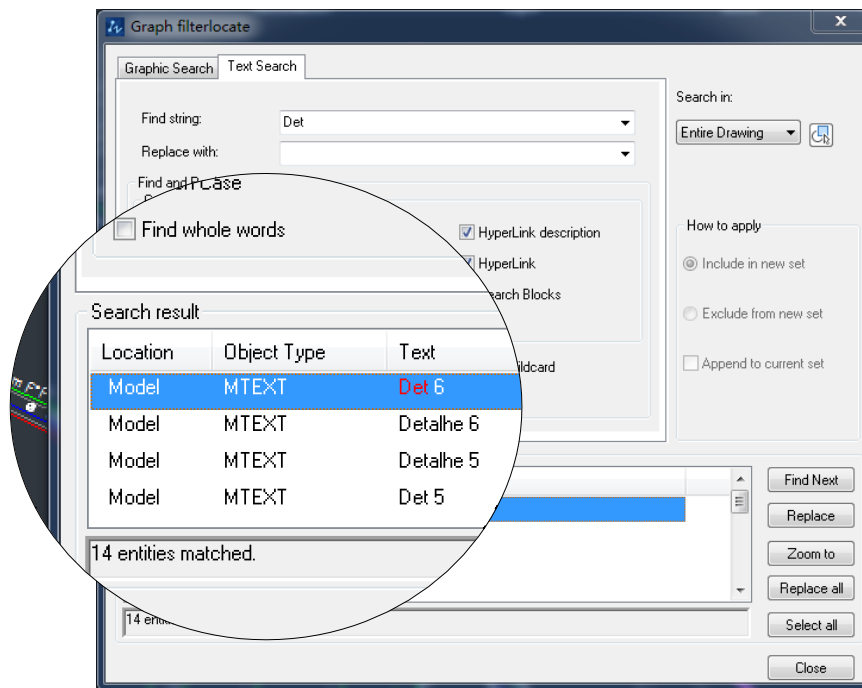 Graph filterlocate
Graphic Search Text Search
Search in:
Find string: Det
Entire Drawing
Replace with:
Find and
Case
Find whole words
HyperLink description
How to apply
HyperLink
Include in new set
Search Blocks
Exclude from new set
Search result
Location Object Type Text
Append to current set
Model MTEXT Det 6
Model MTEXT Detalhe 6
Model MTEXT Detalhe 5
Model MTEXT Det 5
Find Next
Replace
14 entities matched.
Zoom to
Replace all
14
Select all
Close